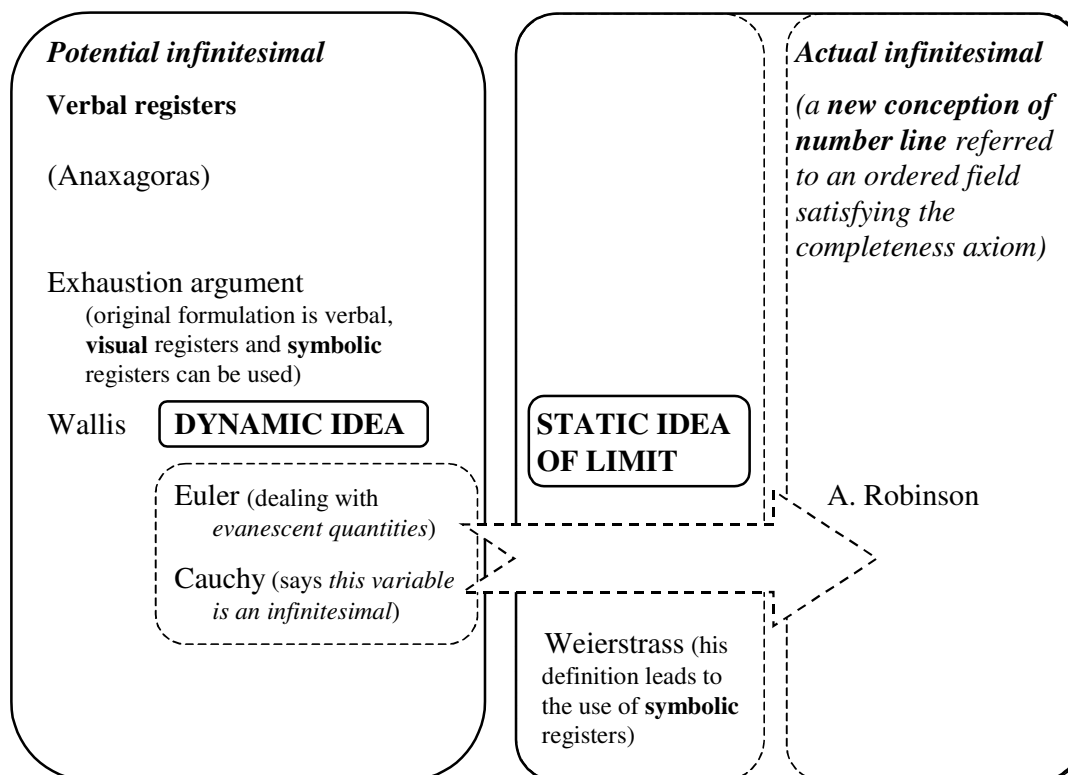 Potential infinitesimal
Verbal registers
(Anaxagoras)
Exhaustion argument
(original formulation is verbal,
visual registers and symbolic
registers can be used)
Wallis
DYNAMIC IDEA
Euler (dealing with
evanescent quantities)
Cauchy (says this variable
is an infinitesimal)
STATIC IDEA
OF LIMIT
Weierstrass (his
definition leads to
the use of symbolic
registers)
Actual infinitesimal
(a new conception of
number line referred
to an ordered field
satisfying the
completeness axiom)
A. Robinson